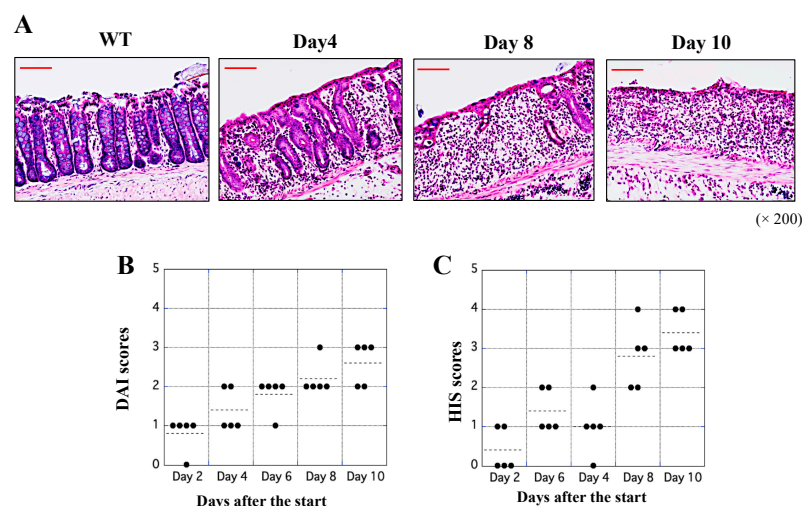 A
WT
Day4
Day 8
Day 10
(× 200)
B
5
4
3
2
1
0
DAI scores
Day 2
Day 4
Day 6
Day 8
Day 10
Days after the start
C
5
4
3
2
1
0
HIS scores
Day 2
Day 6
Day 4
Day 8
Day 10
Days after the start